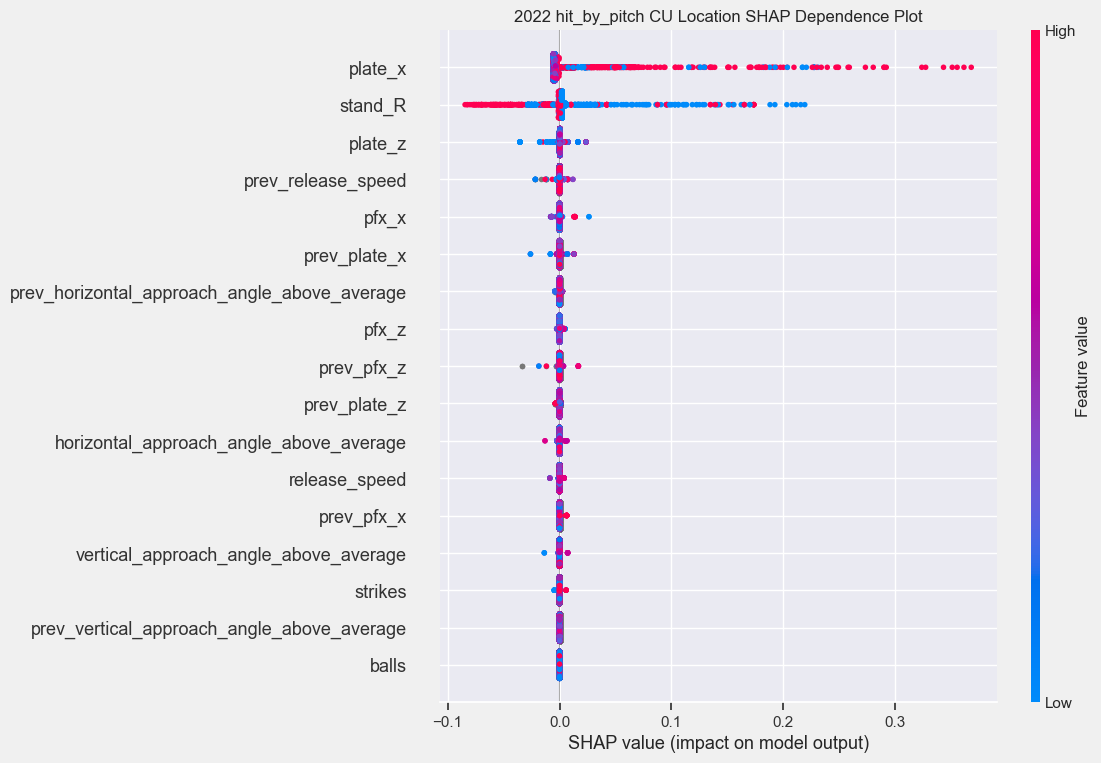 2022 hit_by_pitch CU Location SHAP Dependence Plot
High
plate_x
stand_R
plate_z
prev_release_speed
pfx_x
prev_plate_x
prev_horizontal_approach_angle_above_average
pfx_z
prev_pfx_z
prev_plate_z
horizontal_approach_angle_above_average
release_speed
prev_pfx_x
vertical_approach_angle_above_average
strikes
prev_vertical_approach_angle_above_average
balls
Feature value
Low
−0.1 0.0 0.1 0.2 0.3
SHAP value (impact on model output)